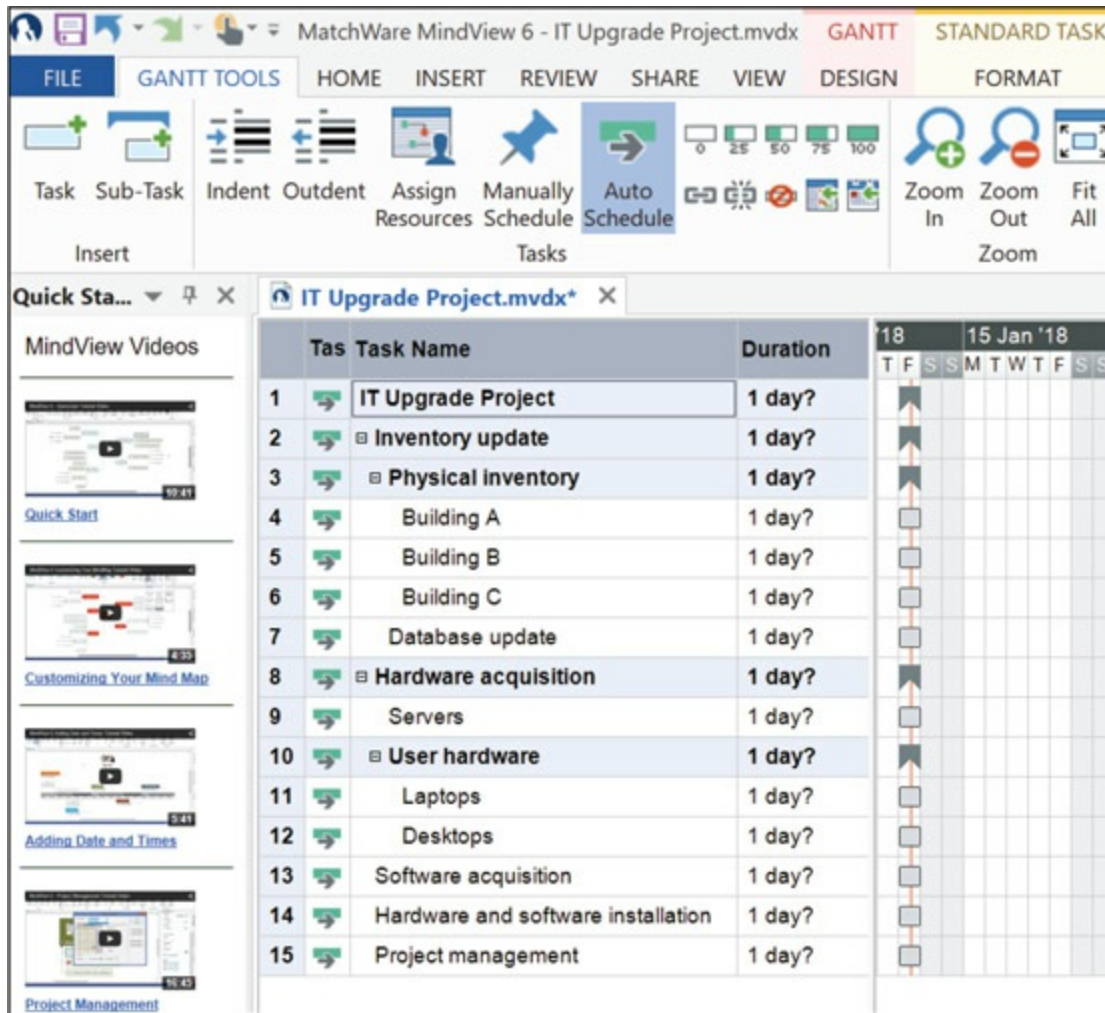 MatchWare MindView 6 - IT Upgrade Project.mvdx GANTT STANDARD TASK
FILE GANTT TOOLS HOME INSERT REVIEW SHARE VIEW DESIGN FORMAT
0 25 50 75 100
Task Sub-Task Indent Outdent Assign Resources Manually Schedule Auto Schedule Zoom In Zoom Out Fit All
Insert Tasks Zoom
Quick Sta... IT Upgrade Project.mvdx*
MindView Videos
10:41
Quick Start
4:35
Customizing Your Mind Map
5:41
Adding Date and Times
16:45
Project Management
Tas Task Name Duration '18 15 Jan '18
T F S S M T W T F S S
1 IT Upgrade Project 1 day?
2 Inventory update 1 day?
3 Physical inventory 1 day?
4 Building A 1 day?
5 Building B 1 day?
6 Building C 1 day?
7 Database update 1 day?
8 Hardware acquisition 1 day?
9 Servers 1 day?
10 User hardware 1 day?
11 Laptops 1 day?
12 Desktops 1 day?
13 Software acquisition 1 day?
14 Hardware and software installation 1 day?
15 Project management 1 day?